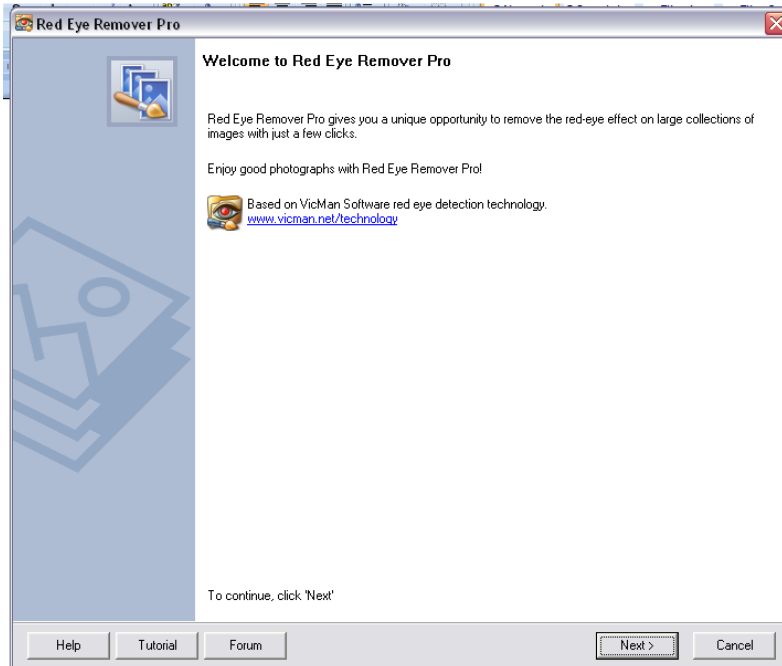 Red Eye Remover Pro
Welcome to Red Eye Remover Pro
Red Eye Remover Pro gives you a unique opportunity to remove the red-eye effect on large collections of
images with just a few clicks.
Enjoy good photographs with Red Eye Remover Pro!
Based on VicMan Software red eye detection technology.
www.vicman.net/technology
To continue, click 'Next'
Help Tutorial Forum Next > Cancel